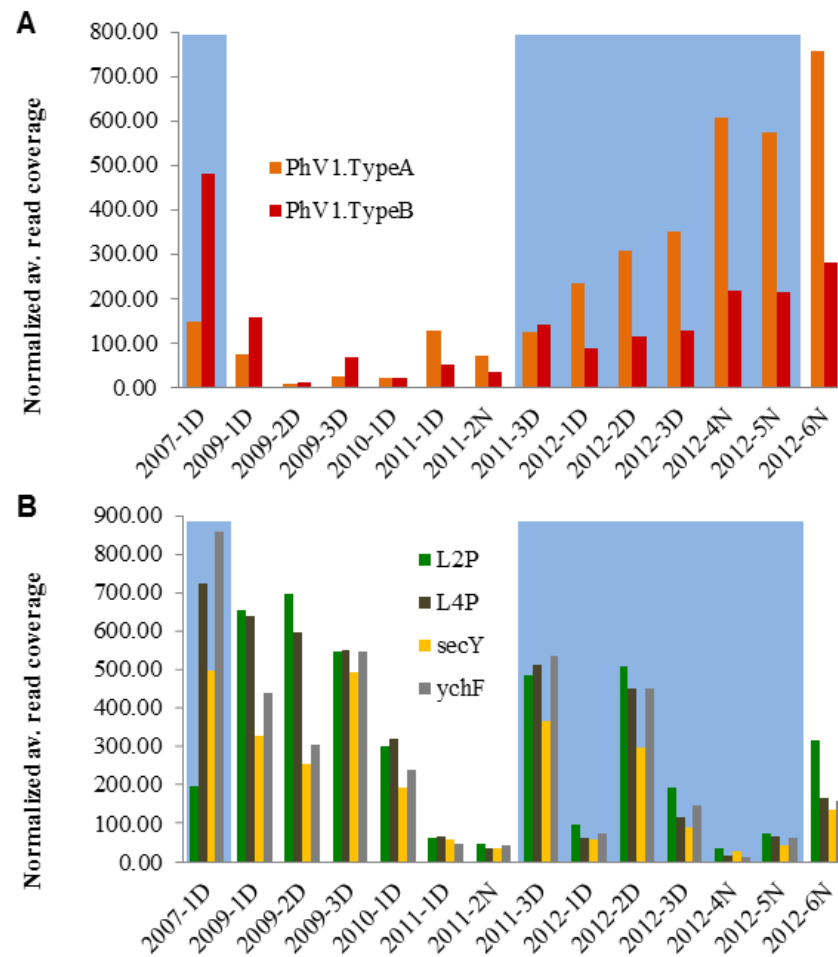 A
Normalized av. read coverage
800.00
700.00
600.00
500.00
400.00
300.00
200.00
100.00
0.00
PhV1.TypeA
PhV1.TypeB
2007-1D
2009-1D
2009-2D
2009-3D
2010-1D
2011-1D
2011-2N
2011-3D
2012-1D
2012-2D
2012-3D
2012-4N
2012-5N
2012-6N
B
Normalized av. read coverage
900.00
800.00
700.00
600.00
500.00
400.00
300.00
200.00
100.00
0.00
L2P
L4P
secY
ychF
2007-1D
2009-1D
2009-2D
2009-3D
2010-1D
2011-1D
2011-2N
2011-3D
2012-1D
2012-2D
2012-3D
2012-4N
2012-5N
2012-6N